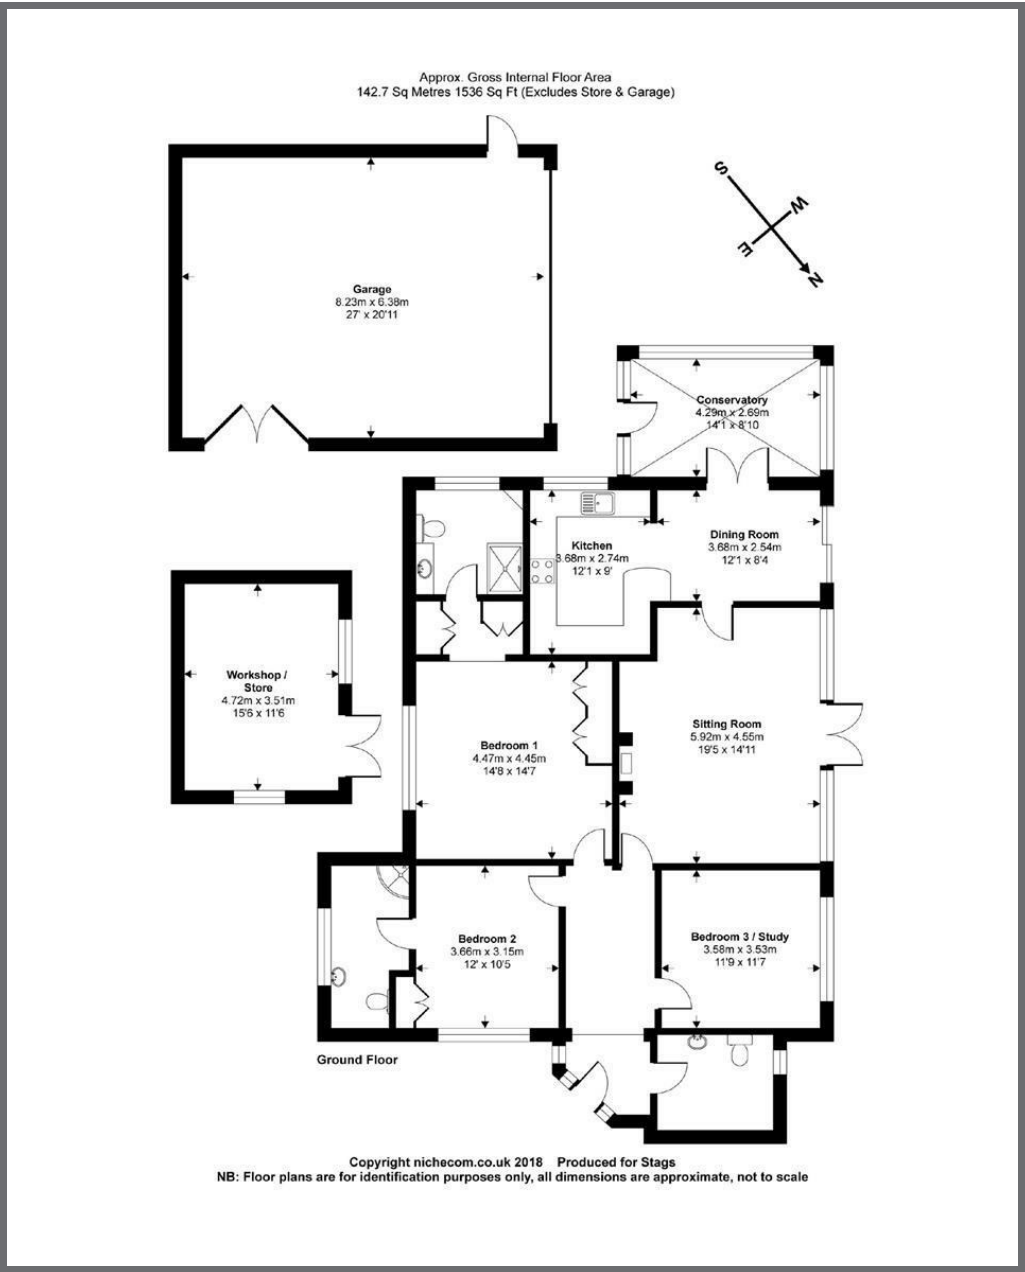 Approx. Gross Internal Floor Area
142.7 Sq Metres 1536 Sq Ft (Excludes Store & Garage)
S
W
E
N
Garage
8.23m x 6.38m
27' x 20'11
Conservatory
4.29m x 2.69m
14'1 x 8'10
Kitchen
3.68m x 2.74m
12'1 x 9'
Dining Room
3.68m x 2.54m
12'1 x 8'4
Workshop /
Store
4.72m x 3.51m
15'6 x 11'6
Bedroom 1
4.47m x 4.45m
14'8 x 14'7
Sitting Room
5.92m x 4.55m
19'5 x 14'11
Bedroom 2
3.66m x 3.15m
12' x 10'5
Bedroom 3 / Study
3.58m x 3.53m
11'9 x 11'7
Ground Floor
Copyright nichecom.co.uk 2018 Produced for Stags
NB: Floor plans are for identification purposes only, all dimensions are approximate, not to scale